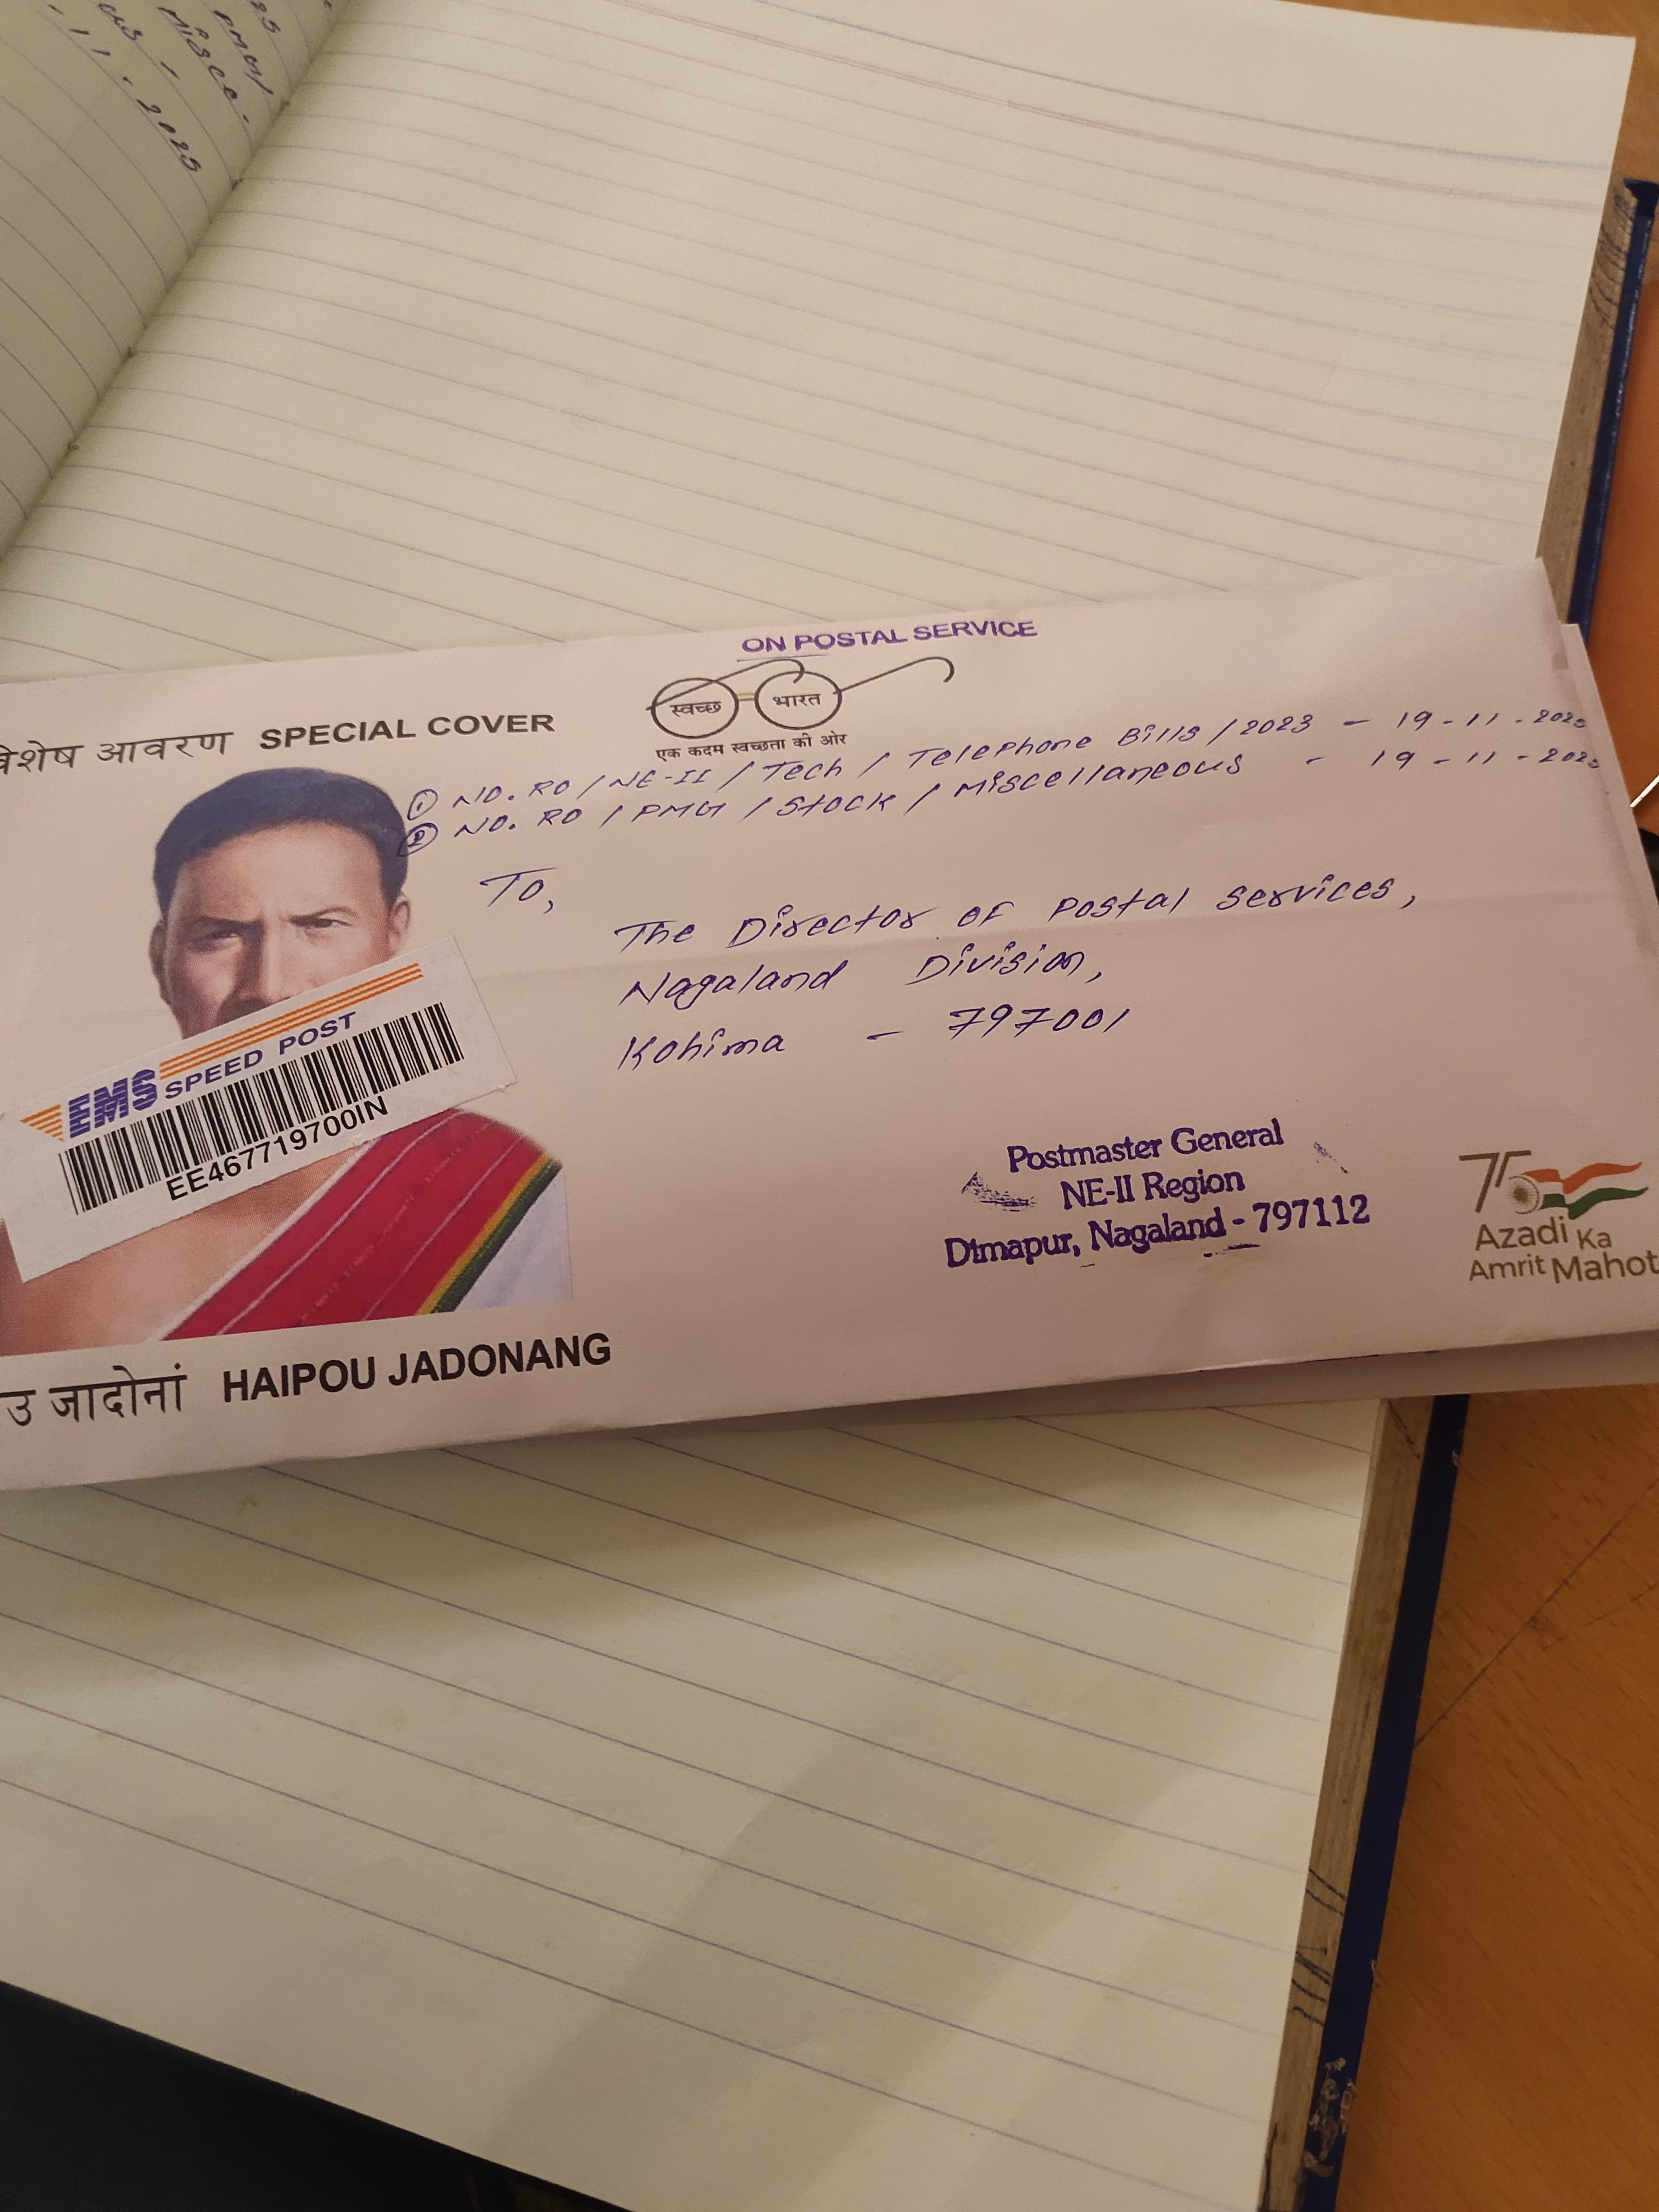 2025
ON POSTAL SERVICE
स्वच्छ भारत
एक कदम स्वच्छता की ओर
आवरण SPECIAL COVER
① NO. RO / NE-II / Tech / Telephone Bills / 2023 - 19-11-2025
② NO. RO / PMG / Stock / Miscellaneous - 19-11-2025
To,
The Director of Postal Services,
Nagaland Division,
Kohima - 797001
EMS SPEED POST
EE467719700IN
Postmaster General
NE-II Region
Dimapur, Nagaland - 797112
75
Azadi Ka
Amrit Mahot
जादोनां HAIPOU JADONANG